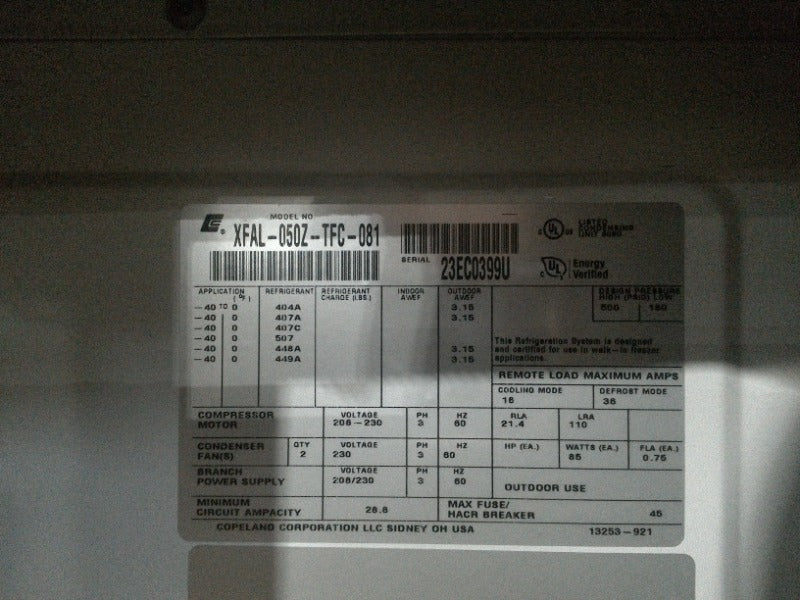 MODEL NO
XFAL-050Z-TFC-081
SERIAL 23EC0399U
C UL US LISTED
CONDENSING
UNIT
C UL Energy
Verified
APPLICATION (°F) REFRIGERANT REFRIGERANT CHARGE (LBS.) INDOOR AWEF OUTDOOR AWEF
DESIGN PRESSURE
HIGH (PSIG) LOW
500 150
-40 TO 0 404A 3.15
-40 0 407A 3.15
-40 0 407C
-40 0 507
-40 0 448A 3.15
-40 0 449A 3.15
This Refrigeration System is designed
and certified for use in walk-in freezer
applications.
REMOTE LOAD MAXIMUM AMPS
COOLING MODE DEFROST MODE
16 36
COMPRESSOR MOTOR VOLTAGE 208-230 PH 3 HZ 60 RLA 21.4 LRA 110
CONDENSER FAN(S) QTY 2 VOLTAGE 230 PH 3 HZ 60 HP (EA.) WATTS (EA.) 85 FLA (EA.) 0.75
BRANCH POWER SUPPLY VOLTAGE 208/230 PH 3 HZ 60 OUTDOOR USE
MINIMUM CIRCUIT AMPACITY 28.8 MAX FUSE/ HACR BREAKER 45
COPELAND CORPORATION LLC SIDNEY OH USA 13253-921